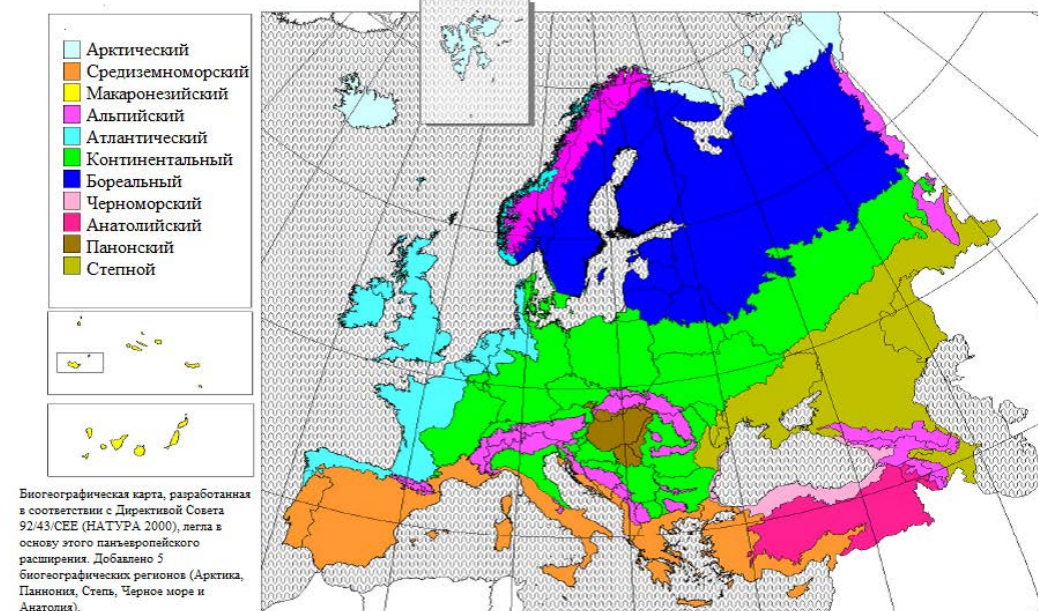 Арктический
Средиземноморский
Макаронезийский
Альпийский
Атлантический
Континентальный
Бореальный
Черноморский
Анатолийский
Панонский
Степной
Биогеографическая карта, разработанная
в соответствии с Директивой Совета
92/43/CEE (НАТУРА 2000), легла в
основу этого панъевропейского
расширения. Добавлено 5
биогеографических регионов (Арктика,
Паннония, Степь, Черное море и
Анатолия).